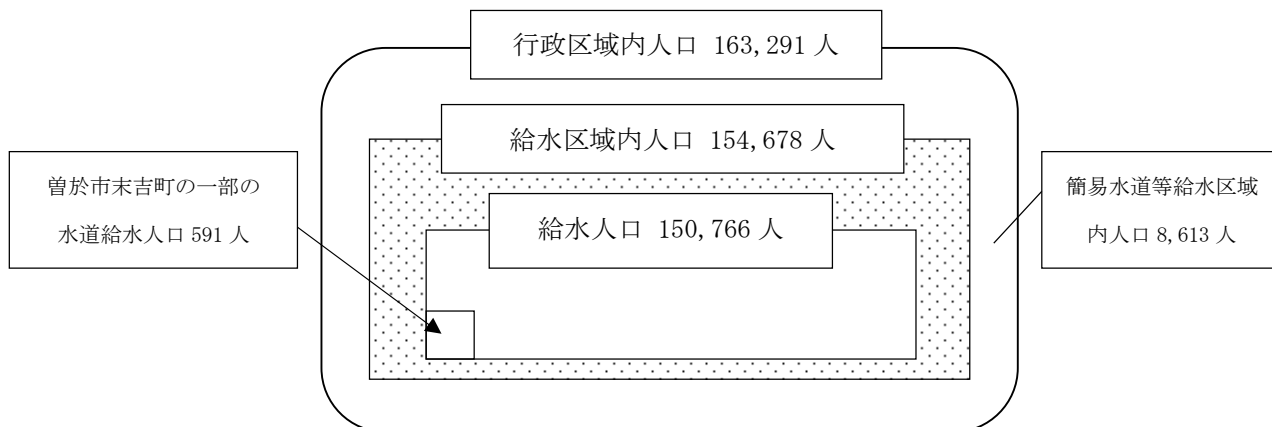 行政区域内人口 163,291 人
給水区域内人口 154,678 人
給水人口 150,766 人
曽於市末吉町の一部の
水道給水人口 591 人
簡易水道等給水区域
内人口 8,613 人